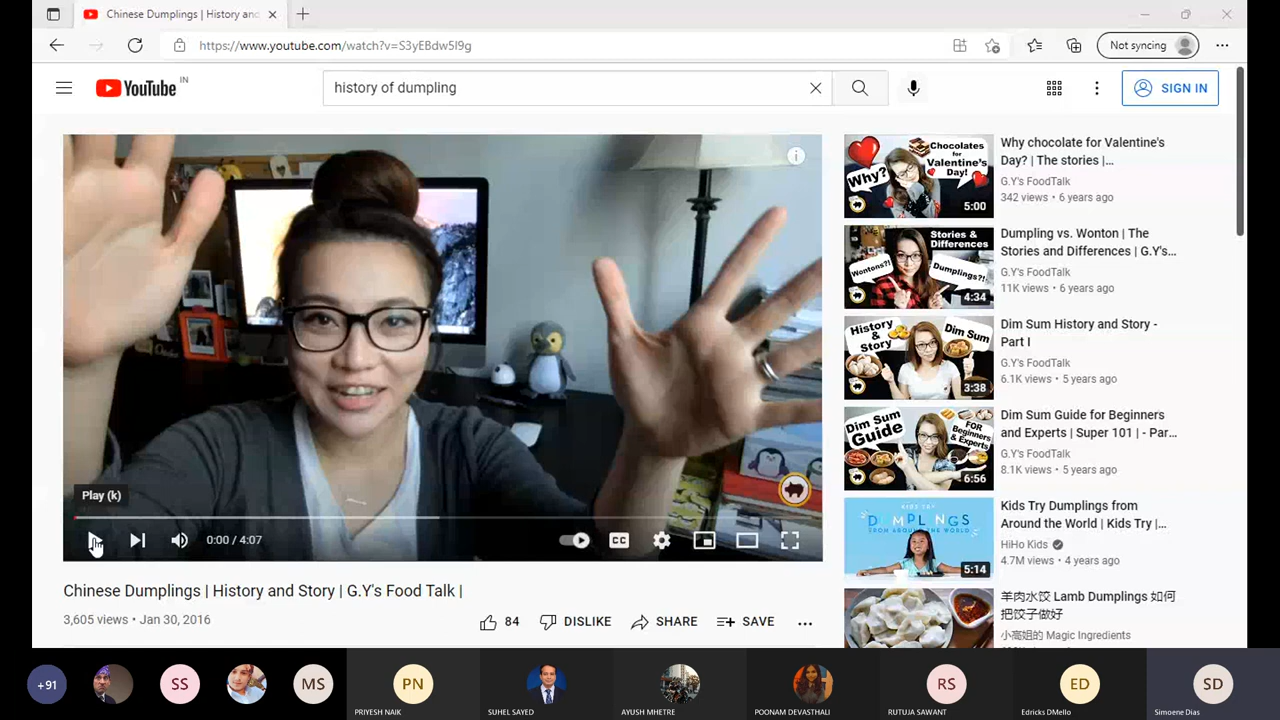 Chinese Dumplings | History and
https://www.youtube.com/watch?v=S3yEBdw5l9g
Not syncing
YouTube IN
history of dumpling
SIGN IN
Play (k)
0:00 / 4:07
CC
Chinese Dumplings | History and Story | G.Y's Food Talk |
3,605 views • Jan 30, 2016
84 DISLIKE SHARE SAVE
Why? Chocolates for Valentine's Day! 5:00
Why chocolate for Valentine's
Day? | The stories |...
G.Y's FoodTalk
342 views • 6 years ago
Stories & Differences Wontons?! Dumplings?! 4:34
Dumpling vs. Wonton | The
Stories and Differences | G.Y's...
G.Y's FoodTalk
11K views • 6 years ago
History & Story Dim Sum 3:38
Dim Sum History and Story -
Part I
G.Y's FoodTalk
6.1K views • 5 years ago
Dim Sum Guide FOR Beginners & Experts 6:56
Dim Sum Guide for Beginners
and Experts | Super 101 | - Par...
G.Y's FoodTalk
8.1K views • 5 years ago
KIDS TRY DUMPLINGS FROM AROUND THE WORLD 5:14
Kids Try Dumplings from
Around the World | Kids Try |...
HiHo Kids
4.7M views • 4 years ago
羊肉水饺 Lamb Dumplings 如何
把饺子做好
小高姐的 Magic Ingredients
+91
SS
MS
PN
PRIYESH NAIK
SUHEL SAYED
AYUSH MHETRE
POONAM DEVASTHALI
RS
RUTUJA SAWANT
ED
Edricks DMello
SD
Simoene Dias